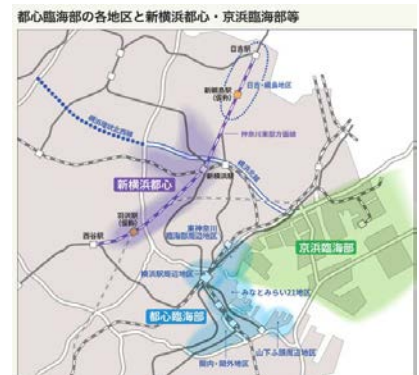 都心臨海部の各地区と新横浜都心・京浜臨海部等
日吉駅
新綱島駅
(仮称)
日吉・綱島地区
神奈川東部方面線
横浜環状北西線
横浜北線
新横浜都心
新横浜駅
羽沢駅
(仮称)
西谷駅
東神奈川
臨海部周辺地区
京浜臨海部
横浜駅周辺地区
みなとみらい21地区
都心臨海部
山下ふ頭周辺地区
関内・関外地区